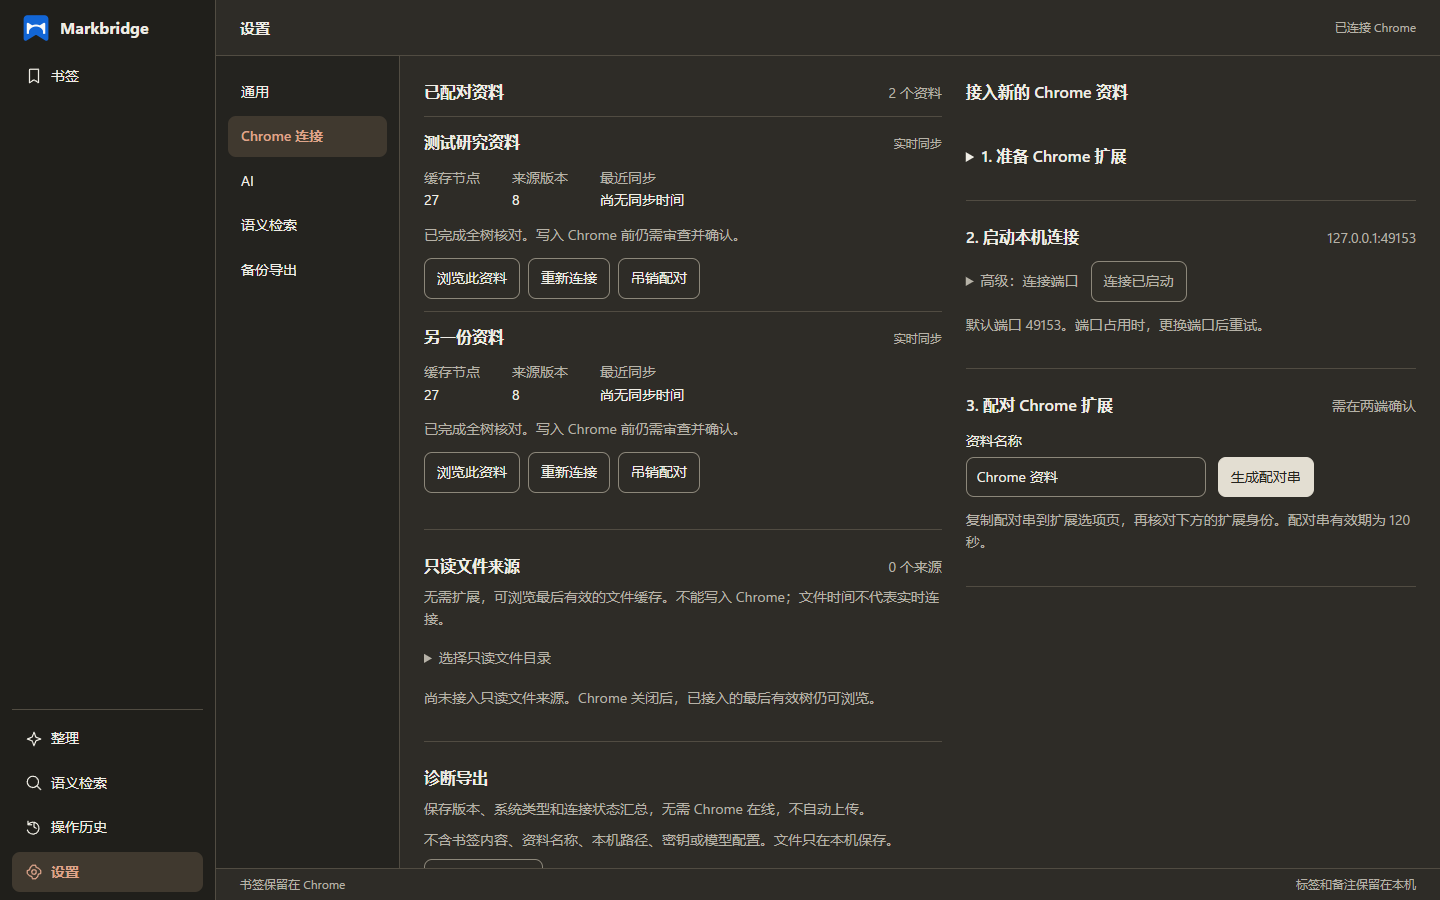 Markbridge
书签
整理
语义检索
操作历史
设置
设置
已连接 Chrome
通用
Chrome 连接
AI
语义检索
备份导出
已配对资料
2 个资料
测试研究资料
实时同步
缓存节点 来源版本 最近同步
27 8 尚无同步时间
已完成全树核对。写入 Chrome 前仍需审查并确认。
浏览此资料 重新连接 吊销配对
另一份资料
实时同步
缓存节点 来源版本 最近同步
27 8 尚无同步时间
已完成全树核对。写入 Chrome 前仍需审查并确认。
浏览此资料 重新连接 吊销配对
只读文件来源
0 个来源
无需扩展，可浏览最后有效的文件缓存。不能写入 Chrome；文件时间不代表实时连
接。
选择只读文件目录
尚未接入只读文件来源。Chrome 关闭后，已接入的最后有效树仍可浏览。
诊断导出
保存版本、系统类型和连接状态汇总，无需 Chrome 在线，不自动上传。
不含书签内容、资料名称、本机路径、密钥或模型配置。文件只在本机保存。
接入新的 Chrome 资料
1. 准备 Chrome 扩展
2. 启动本机连接
127.0.0.1:49153
高级：连接端口 连接已启动
默认端口 49153。端口占用时，更换端口后重试。
3. 配对 Chrome 扩展
需在两端确认
资料名称
Chrome 资料 生成配对串
复制配对串到扩展选项页，再核对下方的扩展身份。配对串有效期为 120
秒。
书签保留在 Chrome
标签和备注保留在本机